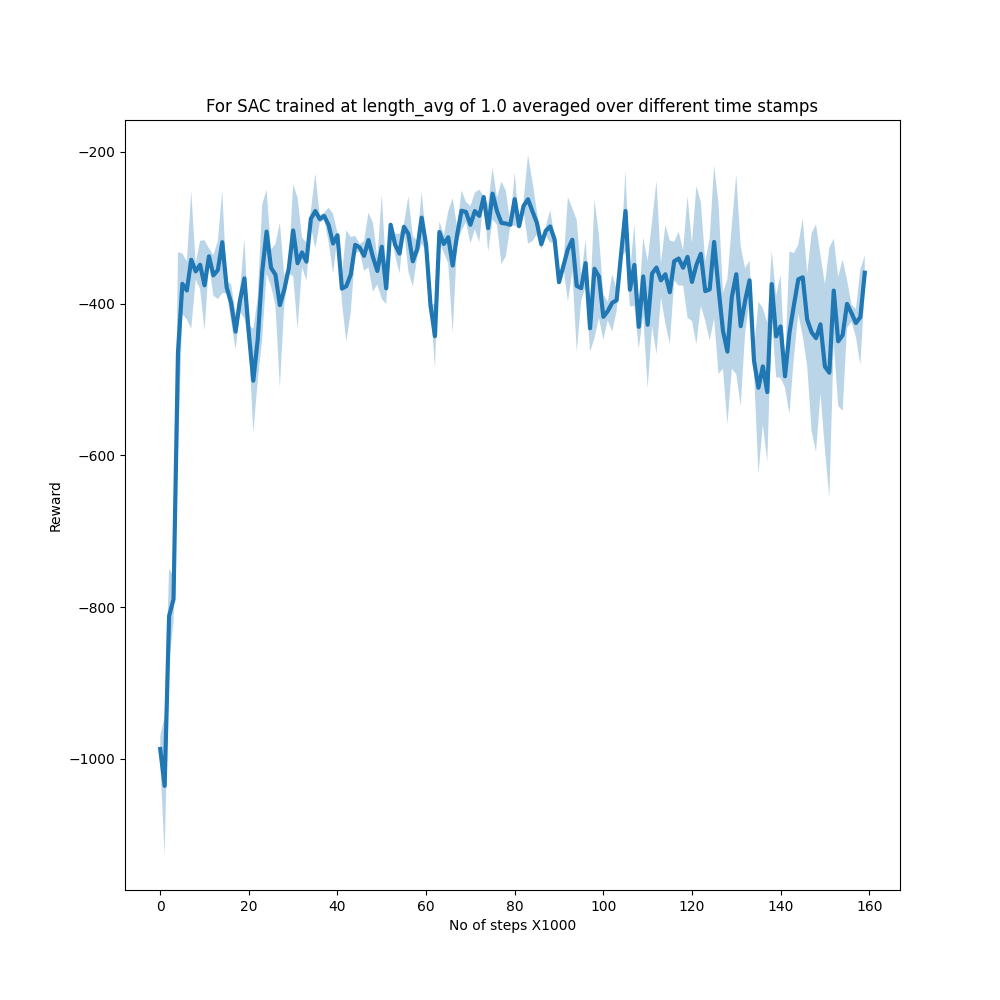 For SAC trained at length_avg of 1.0 averaged over different time stamps
−200
−400
−600
−800
−1000
Reward
0 20 40 60 80 100 120 140 160
No of steps X1000